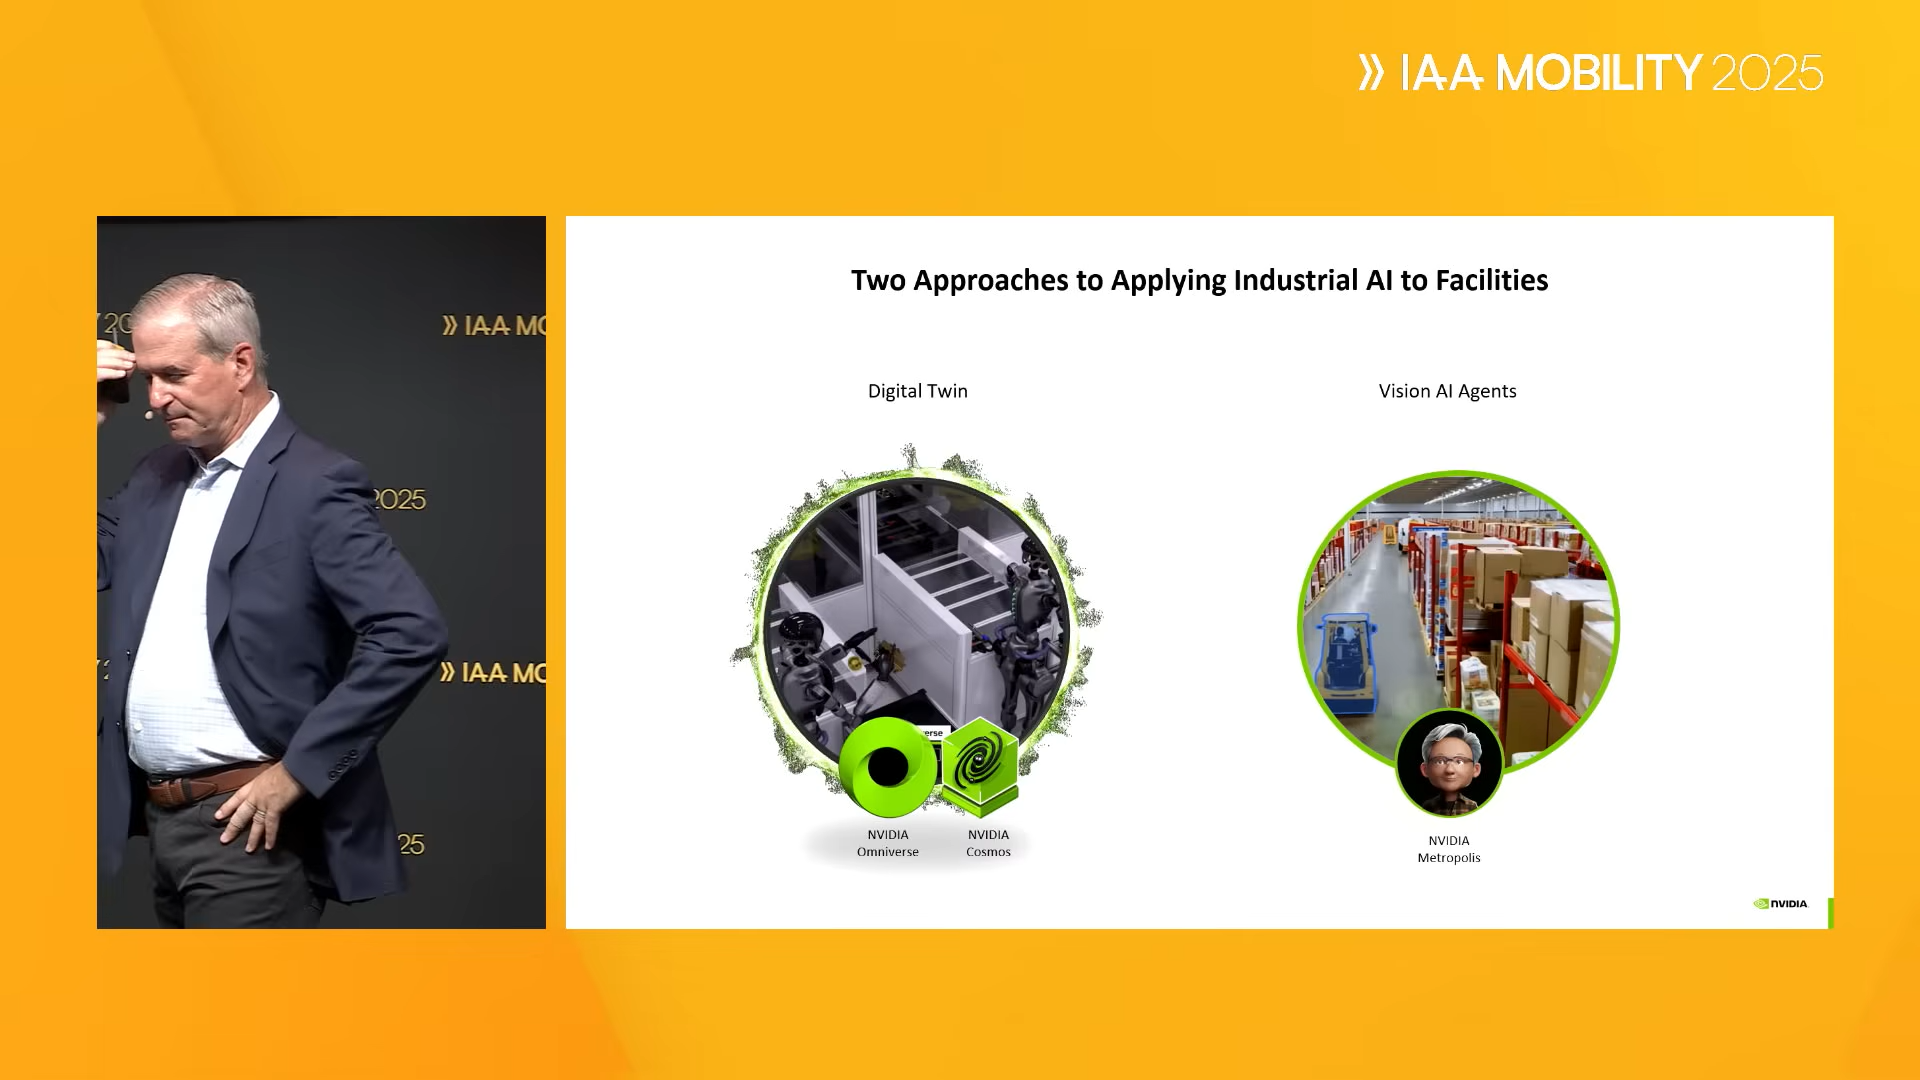 IAA MOBILITY 2025
Two Approaches to Applying Industrial AI to Facilities
Digital Twin
Vision AI Agents
NVIDIA
Omniverse
NVIDIA
Cosmos
NVIDIA
Metropolis
NVIDIA
20
IAA MO
2025
IAA MO
25